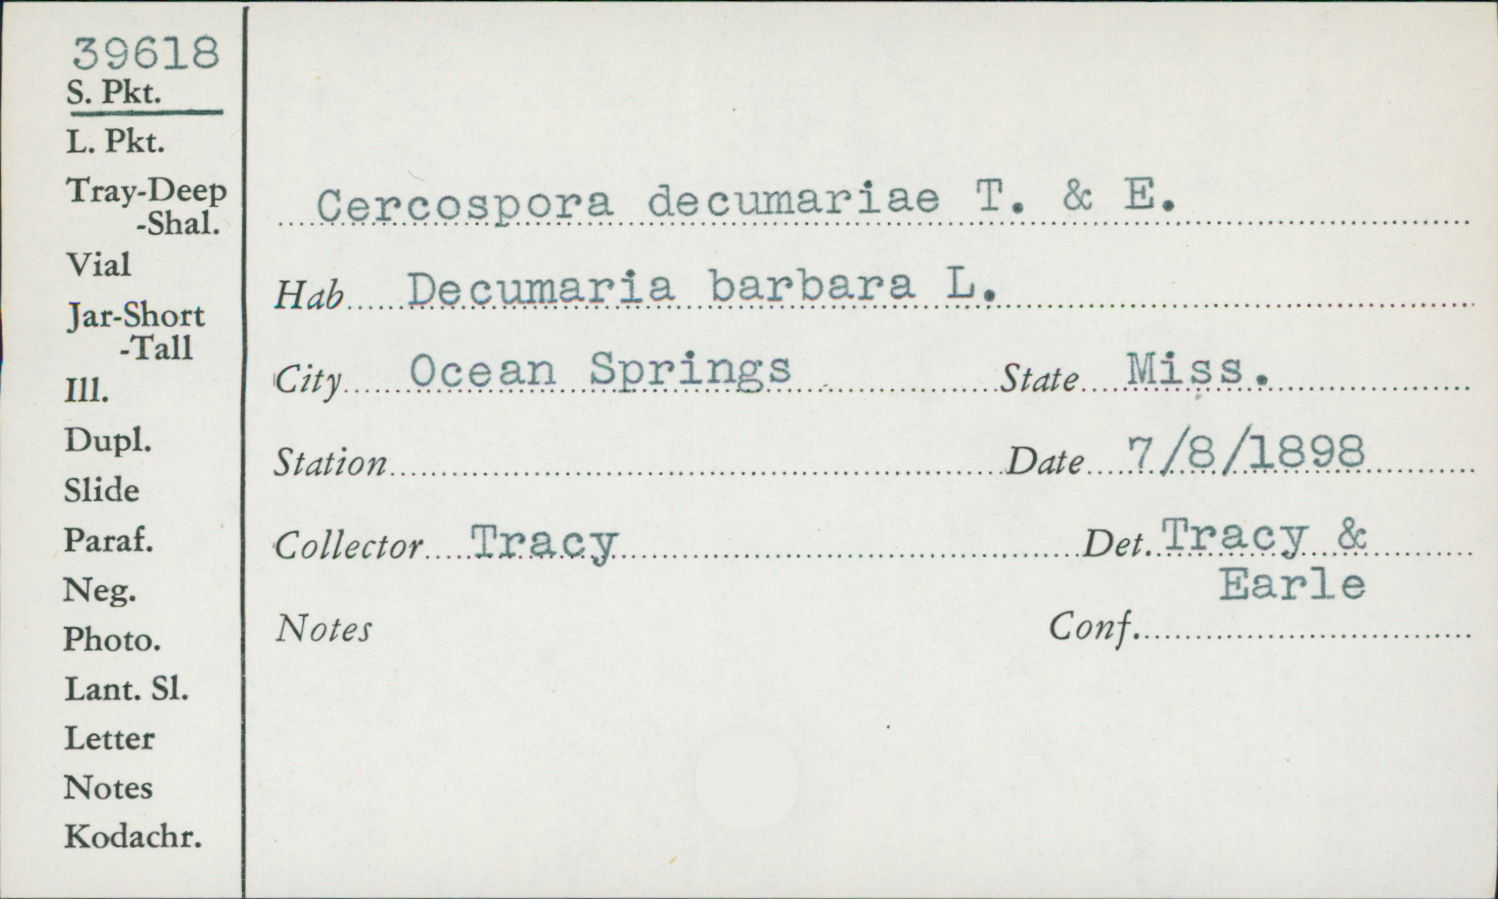 39618
S. Pkt.
L. Pkt.
Tray-Deep
-Shal.
Vial
Jar-Short
-Tall
Ill.
Dupl.
Slide
Paraf.
Neg.
Photo.
Lant. Sl.
Letter
Notes
Kodachr.
Cercospora decumariae T. & E.
Hab Decumaria barbara L.
City Ocean Springs State Miss.
Station Date 7/8/1898
Collector Tracy Det. Tracy &
Earle
Notes Conf.